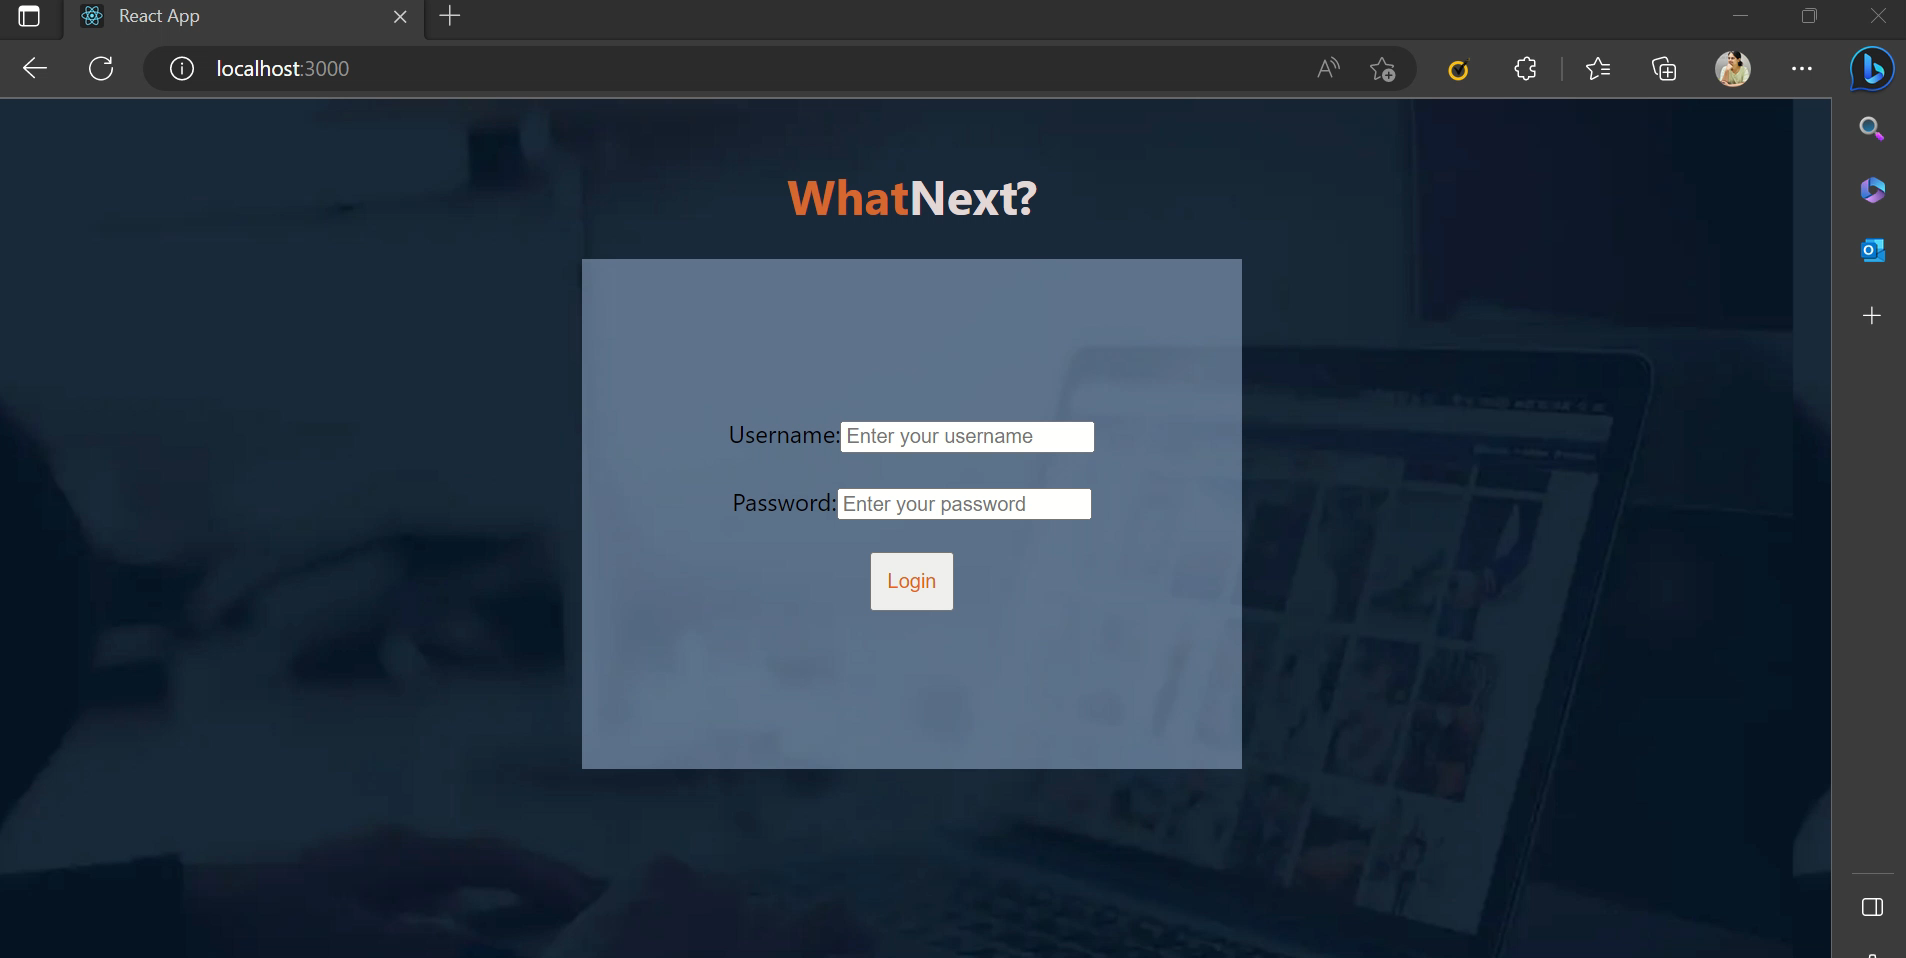 React App
localhost:3000
WhatNext?
Username: Enter your username
Password: Enter your password
Login